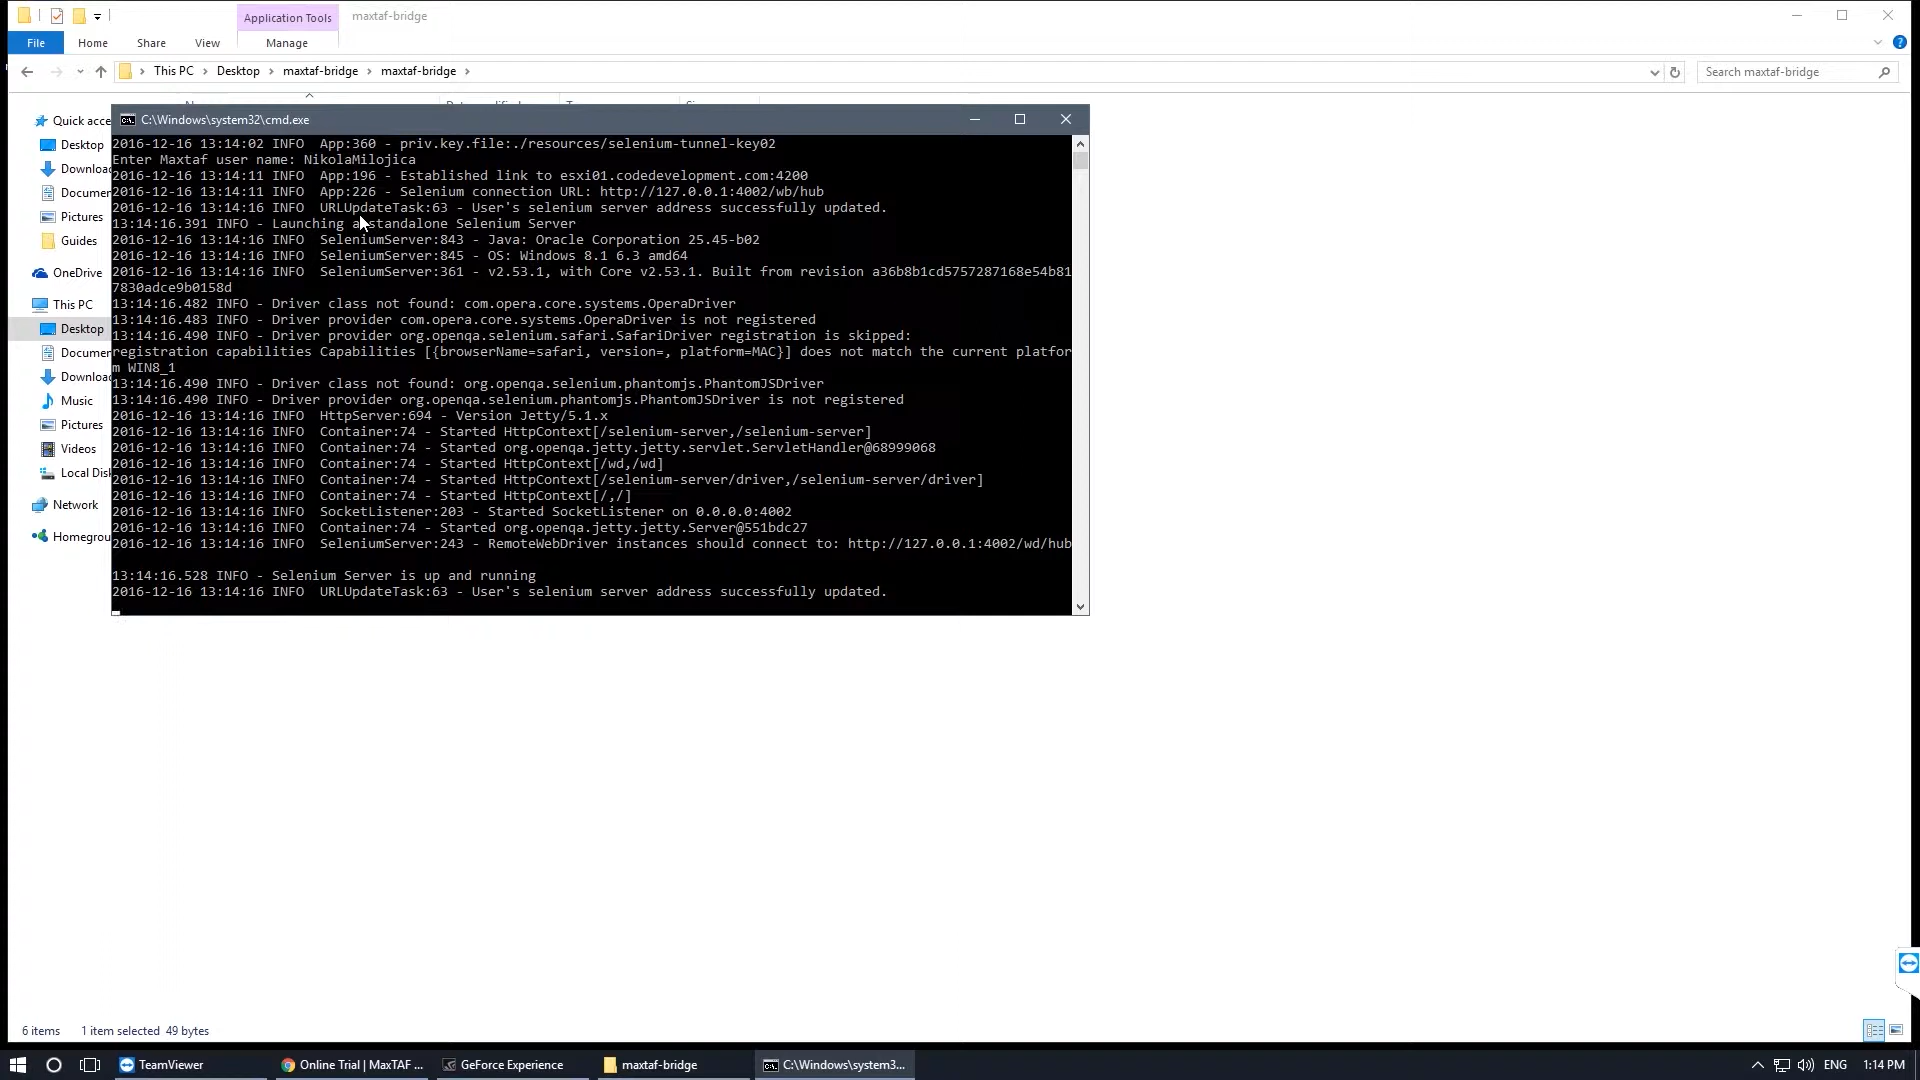 Application Tools
maxtaf-bridge
File
Home
Share
View
Manage
This PC
Desktop
maxtaf-bridge
maxtaf-bridge
Search maxtaf-bridge
Quick acce
Desktop
Downloa
Documer
Pictures
Guides
OneDrive
This PC
Desktop
Documer
Downloa
Music
Pictures
Videos
Local Disk
Network
Homegrou
C:\Windows\system32\cmd.exe
2016-12-16 13:14:02 INFO  App:360 - priv.key.file:./resources/selenium-tunnel-key02
Enter Maxtaf user name: NikolaMilojica
2016-12-16 13:14:11 INFO  App:196 - Established link to esxi01.codedevelopment.com:4200
2016-12-16 13:14:11 INFO  App:226 - Selenium connection URL: http://127.0.0.1:4002/wb/hub
2016-12-16 13:14:16 INFO  URLUpdateTask:63 - User's selenium server address successfully updated.
13:14:16.391 INFO - Launching a standalone Selenium Server
2016-12-16 13:14:16 INFO  SeleniumServer:843 - Java: Oracle Corporation 25.45-b02
2016-12-16 13:14:16 INFO  SeleniumServer:845 - OS: Windows 8.1 6.3 amd64
2016-12-16 13:14:16 INFO  SeleniumServer:361 - v2.53.1, with Core v2.53.1. Built from revision a36b8b1cd5757287168e54b81
7830adce9b0158d
13:14:16.482 INFO - Driver class not found: com.opera.core.systems.OperaDriver
13:14:16.483 INFO - Driver provider com.opera.core.systems.OperaDriver is not registered
13:14:16.490 INFO - Driver provider org.openqa.selenium.safari.SafariDriver registration is skipped:
registration capabilities Capabilities [{browserName=safari, version=, platform=MAC}] does not match the current platfor
m WIN8_1
13:14:16.490 INFO - Driver class not found: org.openqa.selenium.phantomjs.PhantomJSDriver
13:14:16.490 INFO - Driver provider org.openqa.selenium.phantomjs.PhantomJSDriver is not registered
2016-12-16 13:14:16 INFO  HttpServer:694 - Version Jetty/5.1.x
2016-12-16 13:14:16 INFO  Container:74 - Started HttpContext[/selenium-server,/selenium-server]
2016-12-16 13:14:16 INFO  Container:74 - Started org.openqa.jetty.jetty.servlet.ServletHandler@68999068
2016-12-16 13:14:16 INFO  Container:74 - Started HttpContext[/wd,/wd]
2016-12-16 13:14:16 INFO  Container:74 - Started HttpContext[/selenium-server/driver,/selenium-server/driver]
2016-12-16 13:14:16 INFO  Container:74 - Started HttpContext[/,/]
2016-12-16 13:14:16 INFO  SocketListener:203 - Started SocketListener on 0.0.0.0:4002
2016-12-16 13:14:16 INFO  Container:74 - Started org.openqa.jetty.jetty.Server@551bdc27
2016-12-16 13:14:16 INFO  SeleniumServer:243 - RemoteWebDriver instances should connect to: http://127.0.0.1:4002/wd/hub
13:14:16.528 INFO - Selenium Server is up and running
2016-12-16 13:14:16 INFO  URLUpdateTask:63 - User's selenium server address successfully updated.
6 items
1 item selected  49 bytes
TeamViewer
Online Trial | MaxTAF ...
GeForce Experience
maxtaf-bridge
C:\Windows\system3...
ENG
1:14 PM